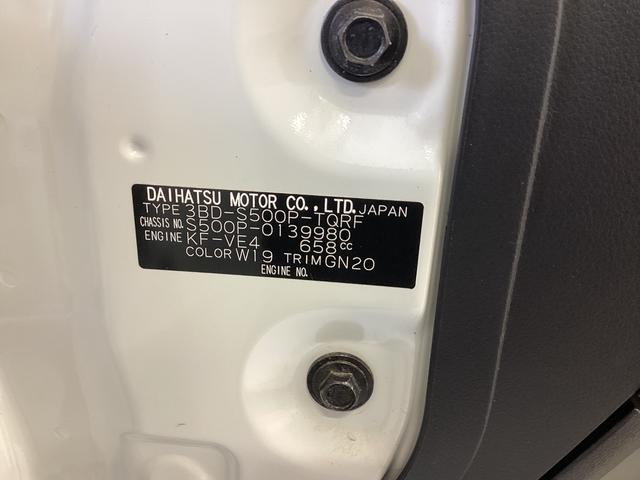 DAIHATSU MOTOR CO.,LTD. JAPAN
TYPE 3BD-S500P-TQRF
CHASSIS NO. S500P-0139980
ENGINE KF-VE4 658cc
COLOR W19 TRIM GN20
ENGINE NO.